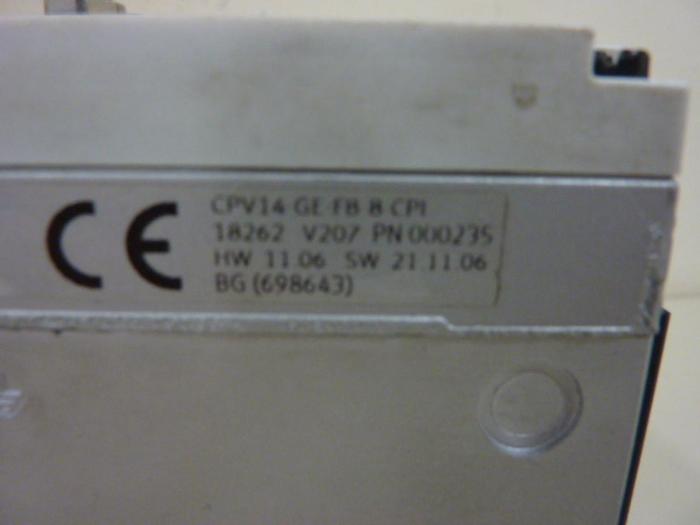 CE
CPV14 GE FB 8 CPI
18262 V207 PN 000235
HW 11 06 SW 21 11 06
BG (698643)